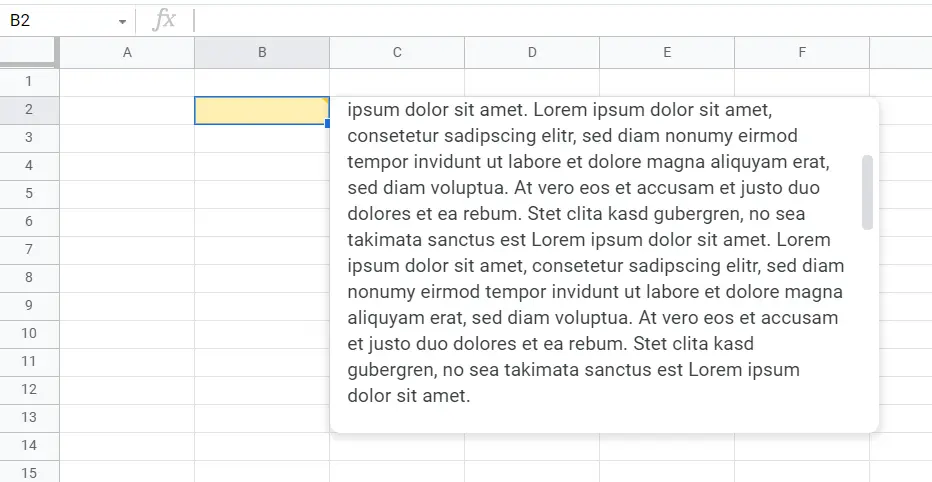 B2 fx
A B C D E F
1
2
3
4
5
6
7
8
9
10
11
12
13
14
15
ipsum dolor sit amet. Lorem ipsum dolor sit amet,
consetetur sadipscing elitr, sed diam nonumy eirmod
tempor invidunt ut labore et dolore magna aliquyam erat,
sed diam voluptua. At vero eos et accusam et justo duo
dolores et ea rebum. Stet clita kasd gubergren, no sea
takimata sanctus est Lorem ipsum dolor sit amet. Lorem
ipsum dolor sit amet, consetetur sadipscing elitr, sed diam
nonumy eirmod tempor invidunt ut labore et dolore magna
aliquyam erat, sed diam voluptua. At vero eos et accusam
et justo duo dolores et ea rebum. Stet clita kasd
gubergren, no sea takimata sanctus est Lorem ipsum
dolor sit amet.